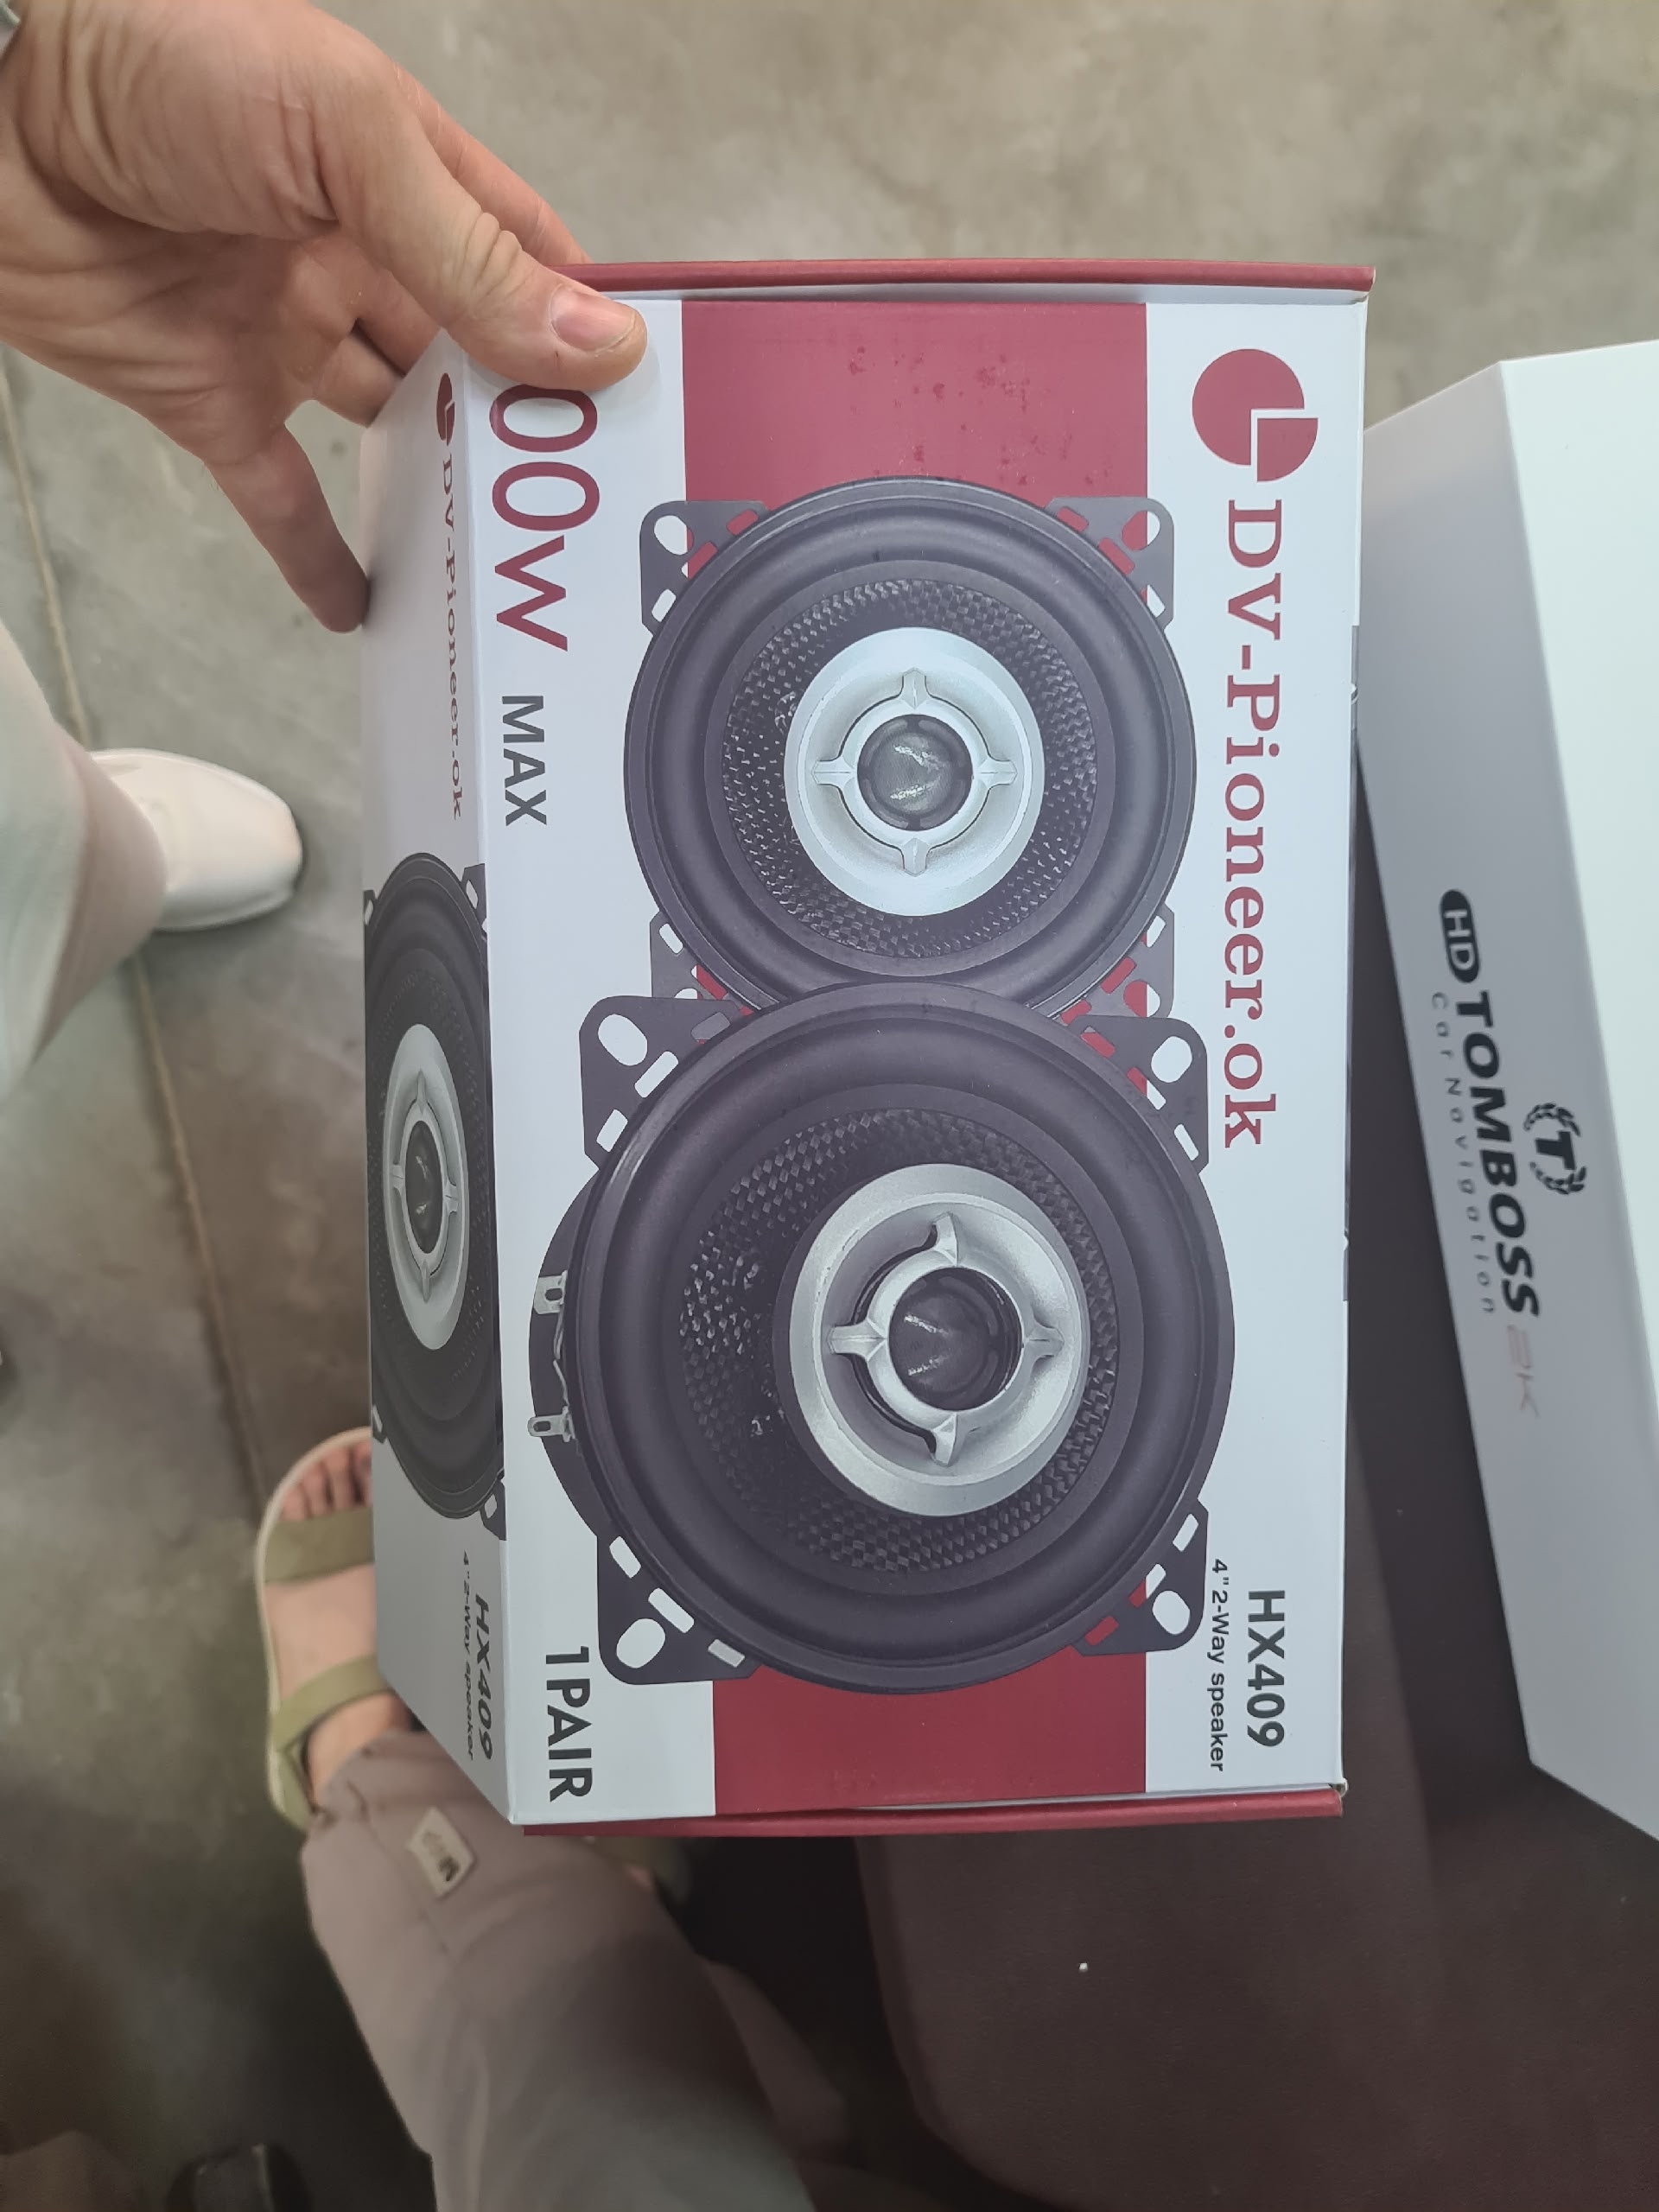 DV-Pioneer.ok
HX409
4" 2-Way speaker
00W MAX
1PAIR
DV-Pioneer.ok
HX409
4" 2-Way speaker
HD TOMBOSS 2K
Car Navigation
T